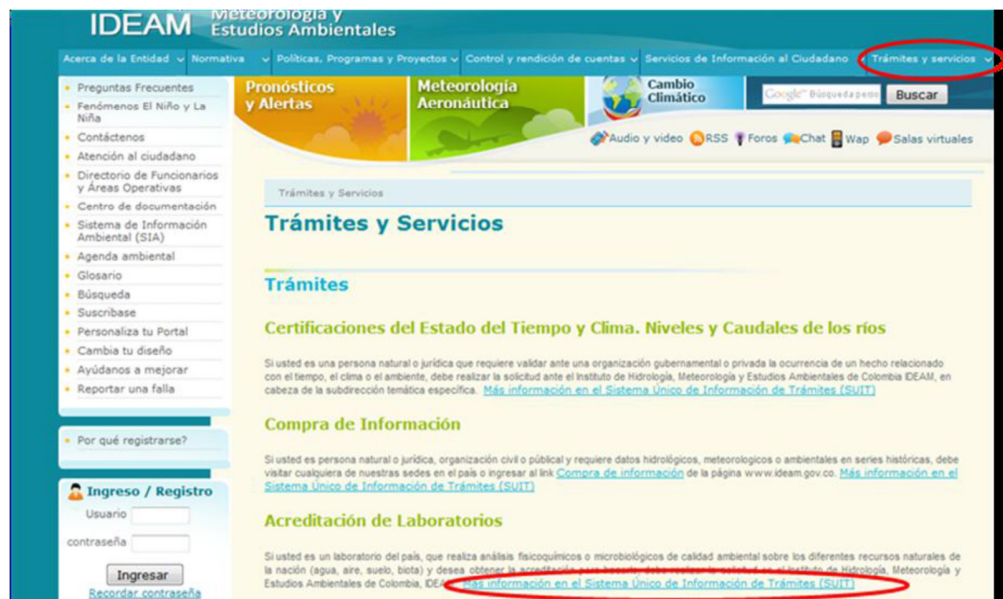 IDEAM
Meteorología y
Estudios Ambientales
Acerca de la Entidad
Normativa
Políticas, Programas y Proyectos
Control y rendición de cuentas
Servicios de Información al Ciudadano
Trámites y servicios
Preguntas Frecuentes
Fenómenos El Niño y La
Niña
Contáctenos
Atención al ciudadano
Directorio de Funcionarios
y Áreas Operativas
Centro de documentación
Sistema de Información
Ambiental (SIA)
Agenda ambiental
Glosario
Búsqueda
Suscribase
Personaliza tu Portal
Cambia tu diseño
Ayúdanos a mejorar
Reportar una falla
Por qué registrarse?
Ingreso / Registro
Usuario
contraseña
Ingresar
Recordar contraseña
Pronósticos
y Alertas
Meteorología
Aeronáutica
Cambio
Climático
Google™ Búsqueda
Buscar
Audio y video RSS Foros Chat Wap Salas virtuales
Trámites y Servicios
Trámites y Servicios
Trámites
Certificaciones del Estado del Tiempo y Clima. Niveles y Caudales de los ríos
Si usted es una persona natural o jurídica que requiere validar ante una organización gubernamental o privada la ocurrencia de un hecho relacionado
con el tiempo, el clima o el ambiente, debe realizar la solicitud ante el Instituto de Hidrología, Meteorología y Estudios Ambientales de Colombia IDEAM, en
cabeza de la subdirección temática específica. Más información en el Sistema Único de Información de Trámites (SUIT)
Compra de Información
Si usted es persona natural o jurídica, organización civil o públical y requiere datos hidrológicos, meteorologicos o ambientales en series históricas, debe
visitar cualquiera de nuestras sedes en el país o ingresar al link Compra de información de la página www.ideam.gov.co. Más información en el
Sistema Único de Información de Trámites (SUIT)
Acreditación de Laboratorios
Si usted es un laboratorio del país, que realiza análisis fisicoquímicos o microbiológicos de calidad ambiental sobre los diferentes recursos naturales de
la nación (agua, aire, suelo, biota) y desea obtener la acreditación para hacerlo, debe realizar la solicitud en el Instituto de Hidrología, Meteorología y
Estudios Ambientales de Colombia, IDEAM. Más información en el Sistema Único de Información de Trámites (SUIT)